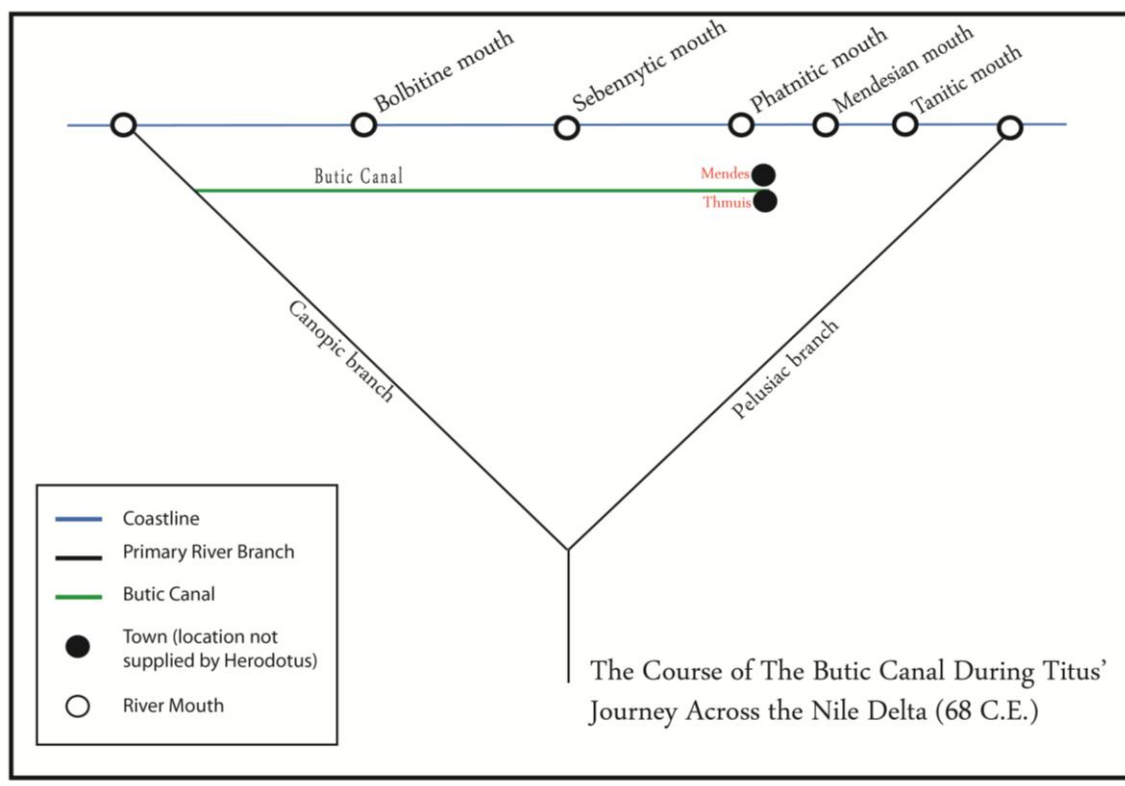 Bolbitine mouth
Sebennytic mouth
Phatnitic mouth
Mendesian mouth
Tanitic mouth
Butic Canal
Mendes
Thmuis
Canopic branch
Pelusiac branch
Coastline
Primary River Branch
Butic Canal
Town (location not
supplied by Herodotus)
River Mouth
The Course of The Butic Canal During Titus’
Journey Across the Nile Delta (68 C.E.)